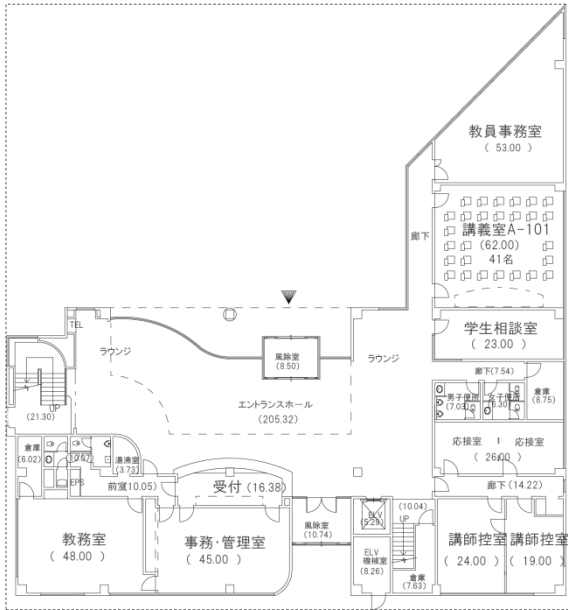 教員事務室
( 53.00 )
講義室A-101
(62.00)
41名
廊下
学生相談室
( 23.00 )
TEL
ラウンジ
風除室
(8.50)
ラウンジ
廊下(7.54)
エントランスホール
(205.32)
男子便所
(7.03)
女子便所
(6.30)
倉庫
(8.75)
UP
(21.30)
倉庫
(6.02)
(10.07)
湯沸室
(3.73)
応接室
応接室
( 26.00 )
EPS
前室(10.05)
受付 (16.38)
廊下(14.22)
教務室
( 48.00 )
事務・管理室
( 45.00 )
風除室
(10.74)
ELV
(5.29)
(10.04)
UP
ELV
機械室
(8.26)
倉庫
(7.63)
講師控室
( 24.00 )
講師控室
( 19.00 )